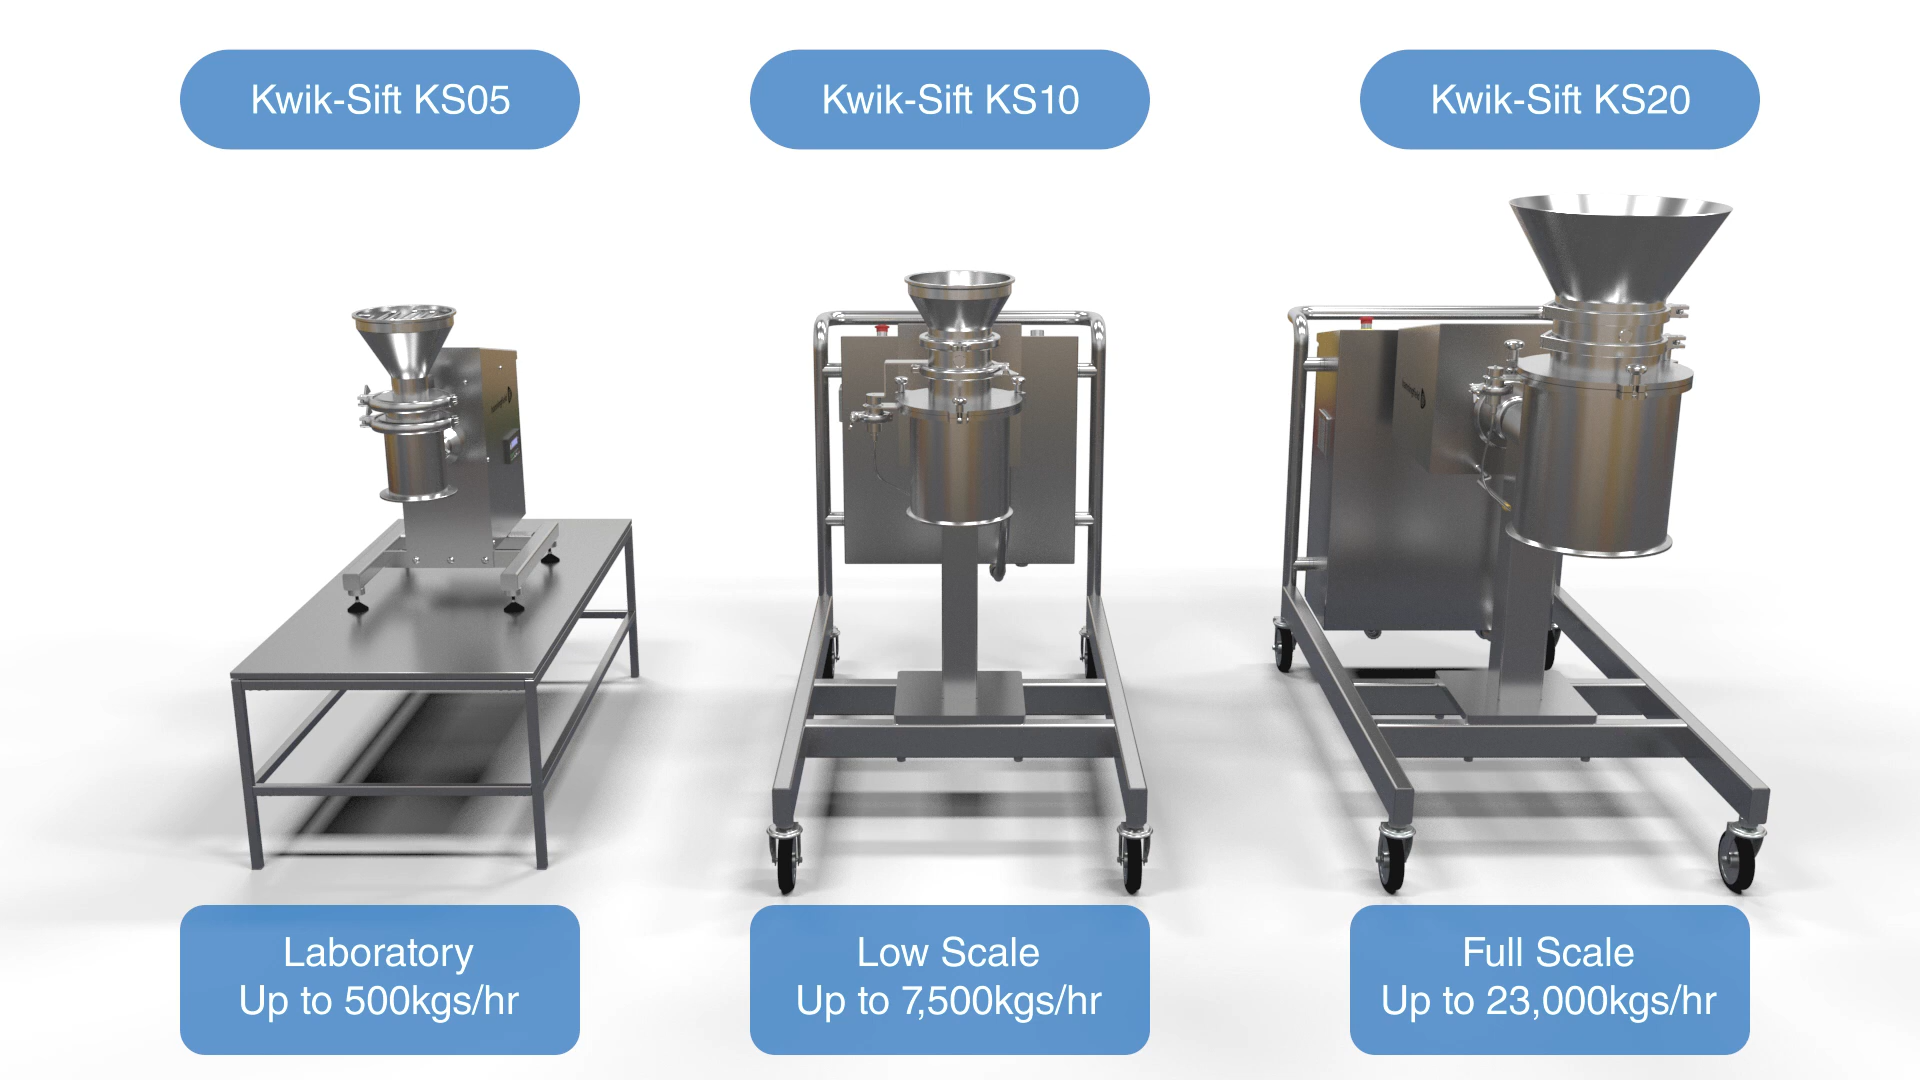 Kwik-Sift KS05
Kwik-Sift KS10
Kwik-Sift KS20
Laboratory
Up to 500kgs/hr
Low Scale
Up to 7,500kgs/hr
Full Scale
Up to 23,000kgs/hr